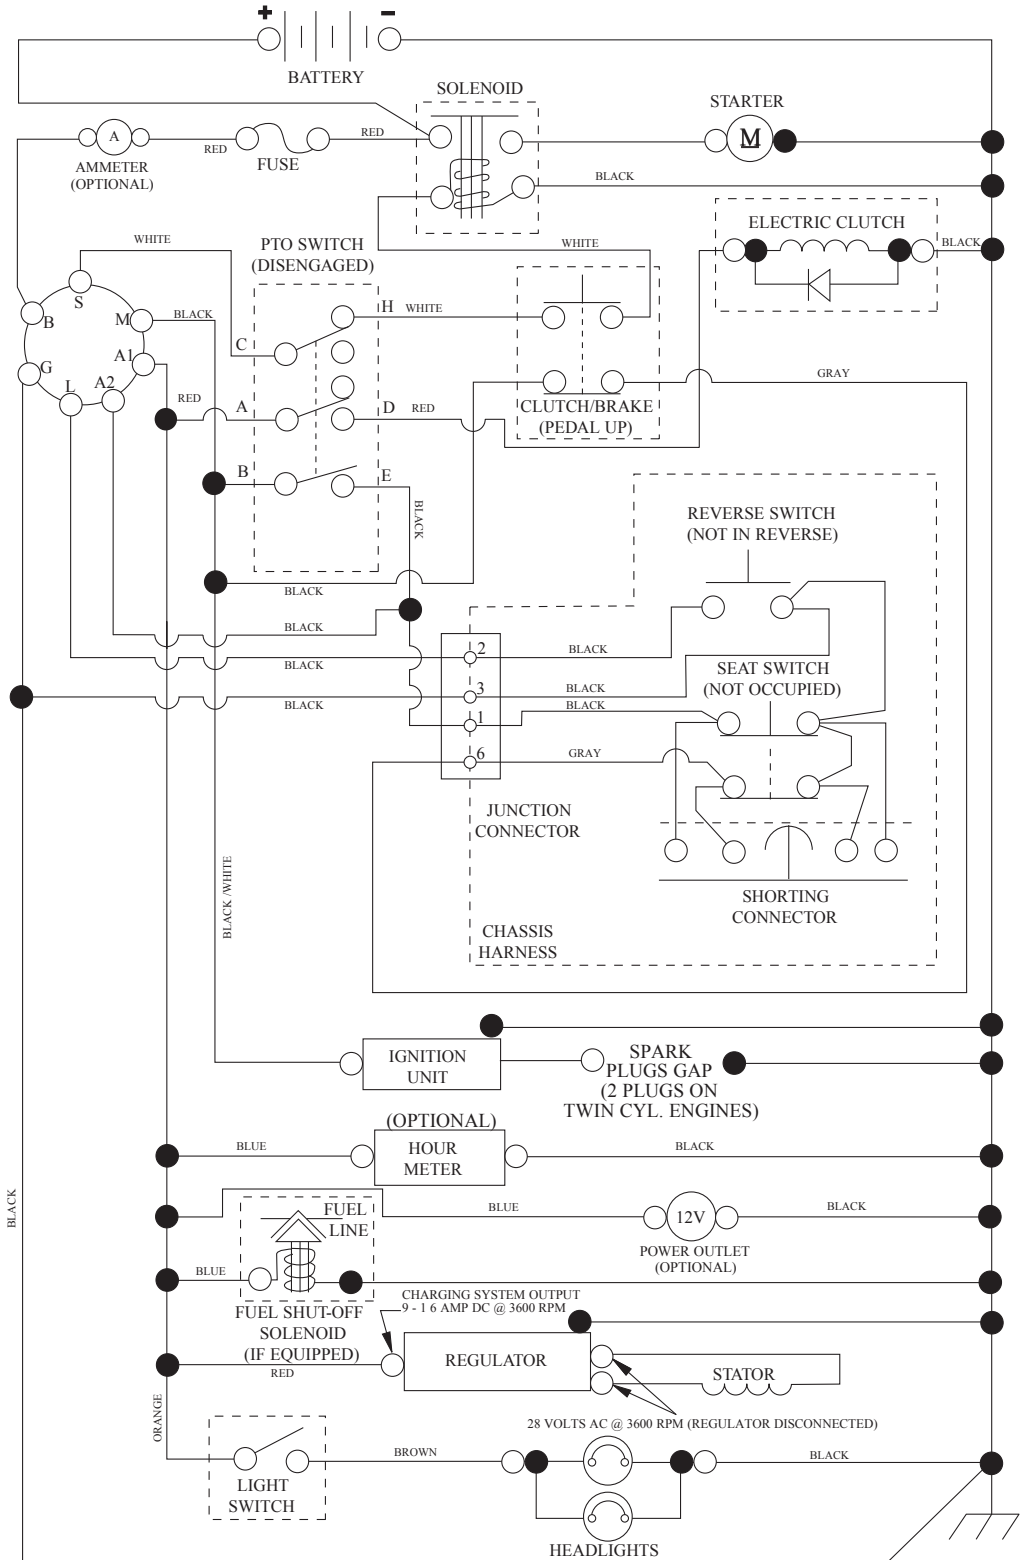 + -
BATTERY
SOLENOID
STARTER
A
RED
RED
M
AMMETER
(OPTIONAL)
FUSE
BLACK
ELECTRIC CLUTCH
WHITE
PTO SWITCH
(DISENGAGED)
WHITE
BLACK
S
B
M
BLACK
H
WHITE
C
G
A1
L
A2
RED
A
D
RED
GRAY
CLUTCH/BRAKE
(PEDAL UP)
B
E
BLACK
REVERSE SWITCH
(NOT IN REVERSE)
BLACK
BLACK
BLACK
2
BLACK
SEAT SWITCH
(NOT OCCUPIED)
3
BLACK
BLACK
BLACK
1
6
GRAY
JUNCTION
CONNECTOR
BLACK /WHITE
SHORTING
CONNECTOR
CHASSIS
HARNESS
IGNITION
UNIT
SPARK
PLUGS GAP
(2 PLUGS ON
TWIN CYL. ENGINES)
(OPTIONAL)
HOUR
METER
BLUE
BLACK
BLACK
FUEL
LINE
BLUE
12V
BLACK
POWER OUTLET
(OPTIONAL)
BLUE
FUEL SHUT-OFF
SOLENOID
(IF EQUIPPED)
CHARGING SYSTEM OUTPUT
9 - 1 6 AMP DC @ 3600 RPM
RED
REGULATOR
STATOR
28 VOLTS AC @ 3600 RPM (REGULATOR DISCONNECTED)
ORANGE
LIGHT
SWITCH
BROWN
BLACK
HEADLIGHTS